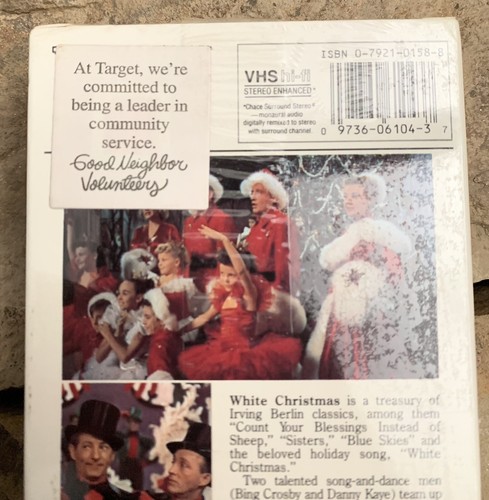 At Target, we're
committed to
being a leader in
community
service.
Good Neighbor
Volunteers
VHS hi-fi
STEREO ENHANCED*
*Chace Surround Stereo®
—monaural audio
digitally remixed to stereo
with surround channel
ISBN 0-7921-0158-8
0 9736-06104-3 7
White Christmas is a treasury of
Irving Berlin classics, among them
“Count Your Blessings Instead of
Sheep,” “Sisters,” “Blue Skies” and
the beloved holiday song, “White
Christmas.”
Two talented song-and-dance men
(Bing Crosby and Danny Kaye) team up